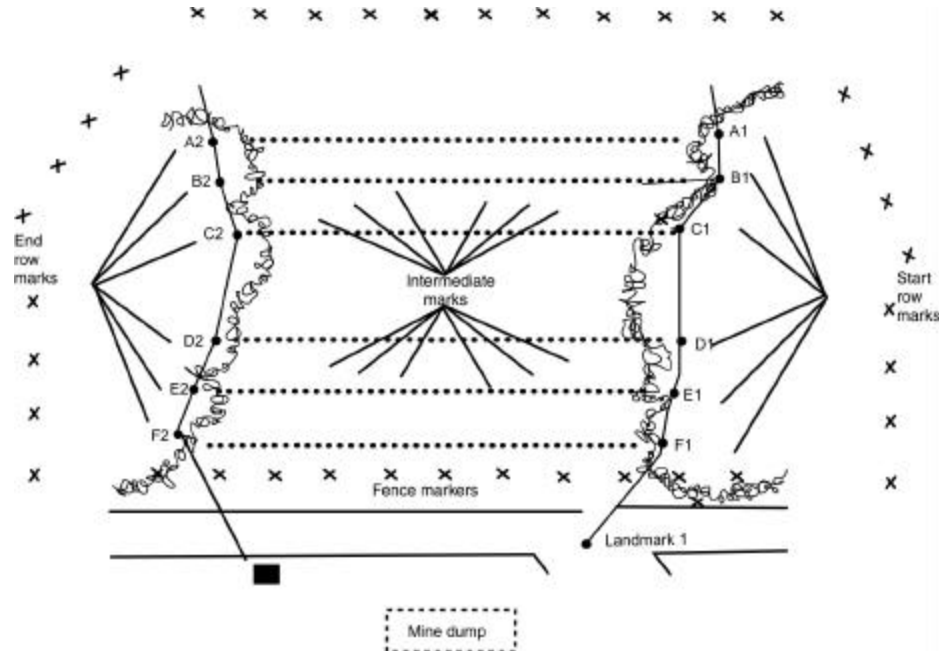 A2
A1
B2
B1
C2
C1
End
row
marks
Intermediate
marks
Start
row
marks
D2
D1
E2
E1
F2
F1
Fence markers
Landmark 1
Mine dump